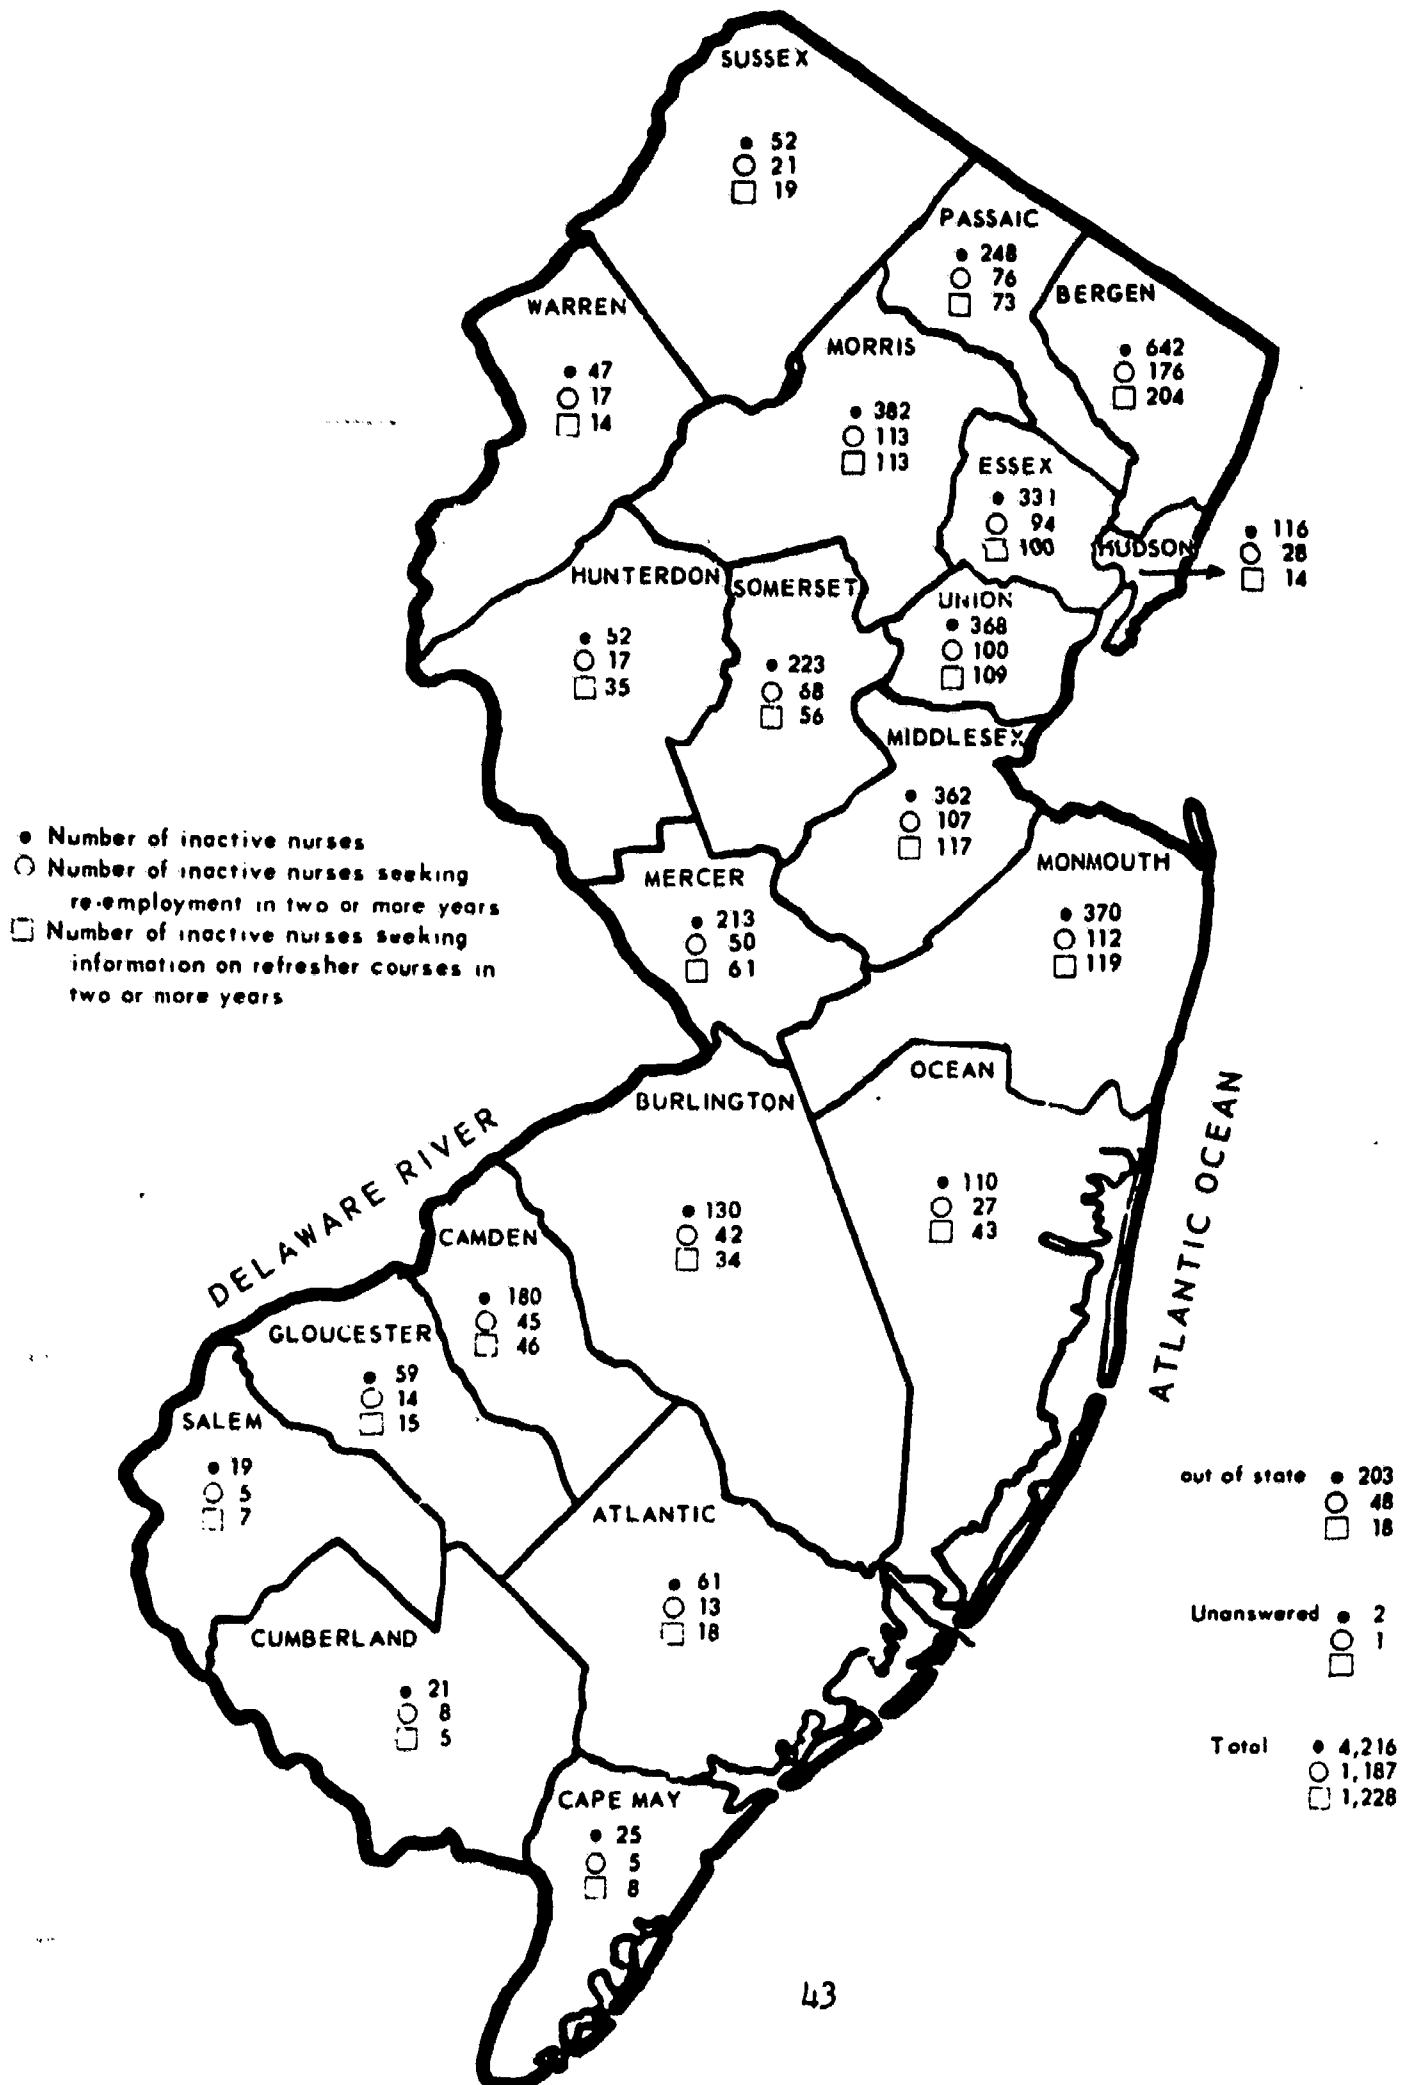 SUSSEX
● 52
○ 21
□ 19
PASSAIC
● 248
○ 76
□ 73
BERGEN
● 642
○ 176
□ 204
WARREN
● 47
○ 17
□ 14
MORRIS
● 382
○ 113
□ 113
ESSEX
● 331
○ 94
□ 100
HUDSON
● 116
○ 28
□ 14
HUNTERDON
● 52
○ 17
□ 35
SOMERSET
● 223
○ 68
□ 56
UNION
● 368
○ 100
□ 109
MIDDLESEX
● 362
○ 107
□ 117
● Number of inactive nurses
○ Number of inactive nurses seeking
re-employment in two or more years
□ Number of inactive nurses seeking
information on refresher courses in
two or more years
MERCER
● 213
○ 50
□ 61
MONMOUTH
● 370
○ 112
□ 119
OCEAN
● 110
○ 27
□ 43
BURLINGTON
● 130
○ 42
□ 34
DELAWARE RIVER
ATLANTIC OCEAN
CAMDEN
● 180
○ 45
□ 46
GLOUCESTER
● 59
○ 14
□ 15
SALEM
● 19
○ 5
□ 7
ATLANTIC
● 61
○ 13
□ 18
CUMBERLAND
● 21
○ 8
□ 5
CAPE MAY
● 25
○ 5
□ 8
out of state ● 203
○ 48
□ 18
Unanswered ● 2
○ 1
□
Total ● 4,216
○ 1,187
□ 1,228
43